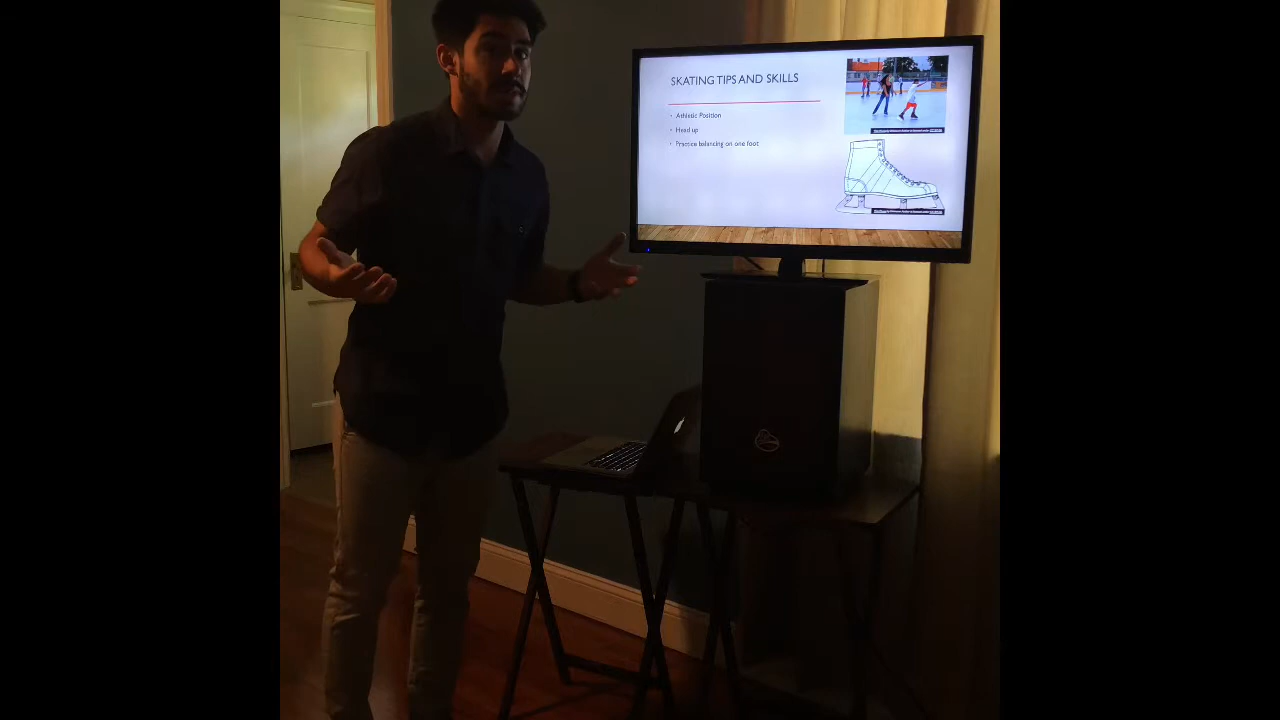 SKATING TIPS AND SKILLS
Athletic Position
Head up
Practice balancing on one foot